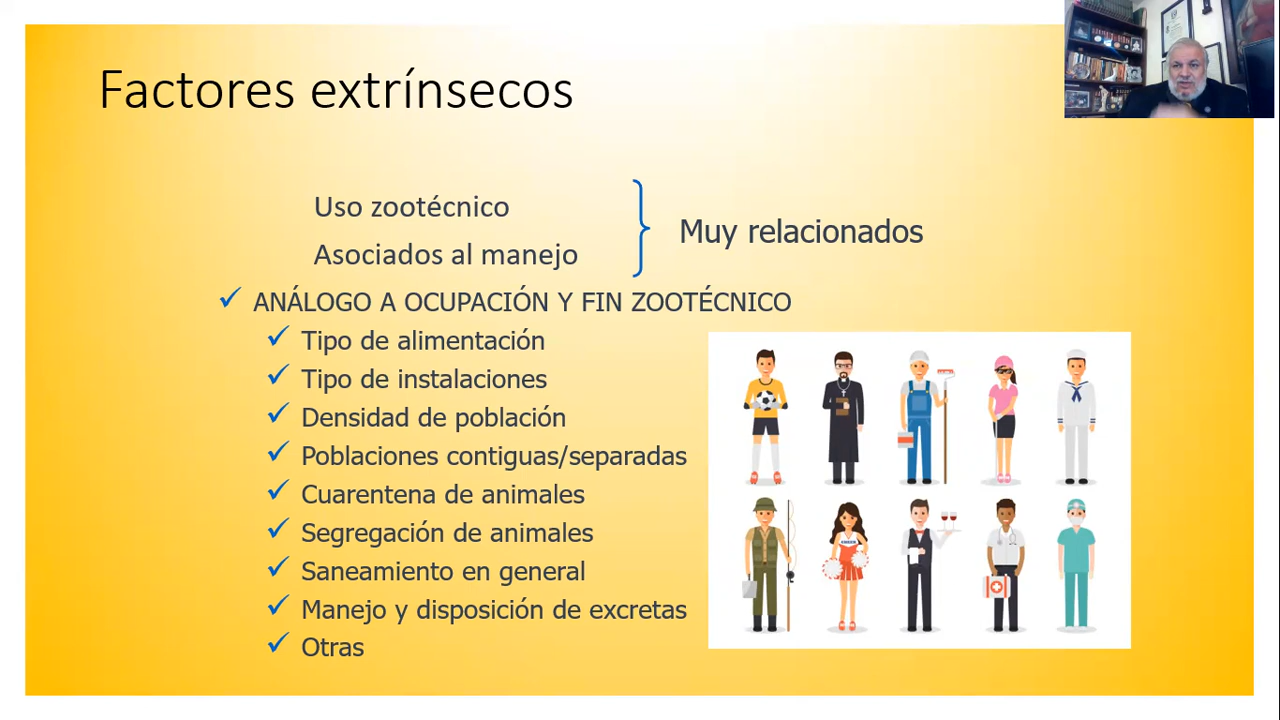 Factores extrínsecos
Uso zootécnico
Asociados al manejo
Muy relacionados
ANÁLOGO A OCUPACIÓN Y FIN ZOOTÉCNICO
Tipo de alimentación
Tipo de instalaciones
Densidad de población
Poblaciones contiguas/separadas
Cuarentena de animales
Segregación de animales
Saneamiento en general
Manejo y disposición de excretas
Otras